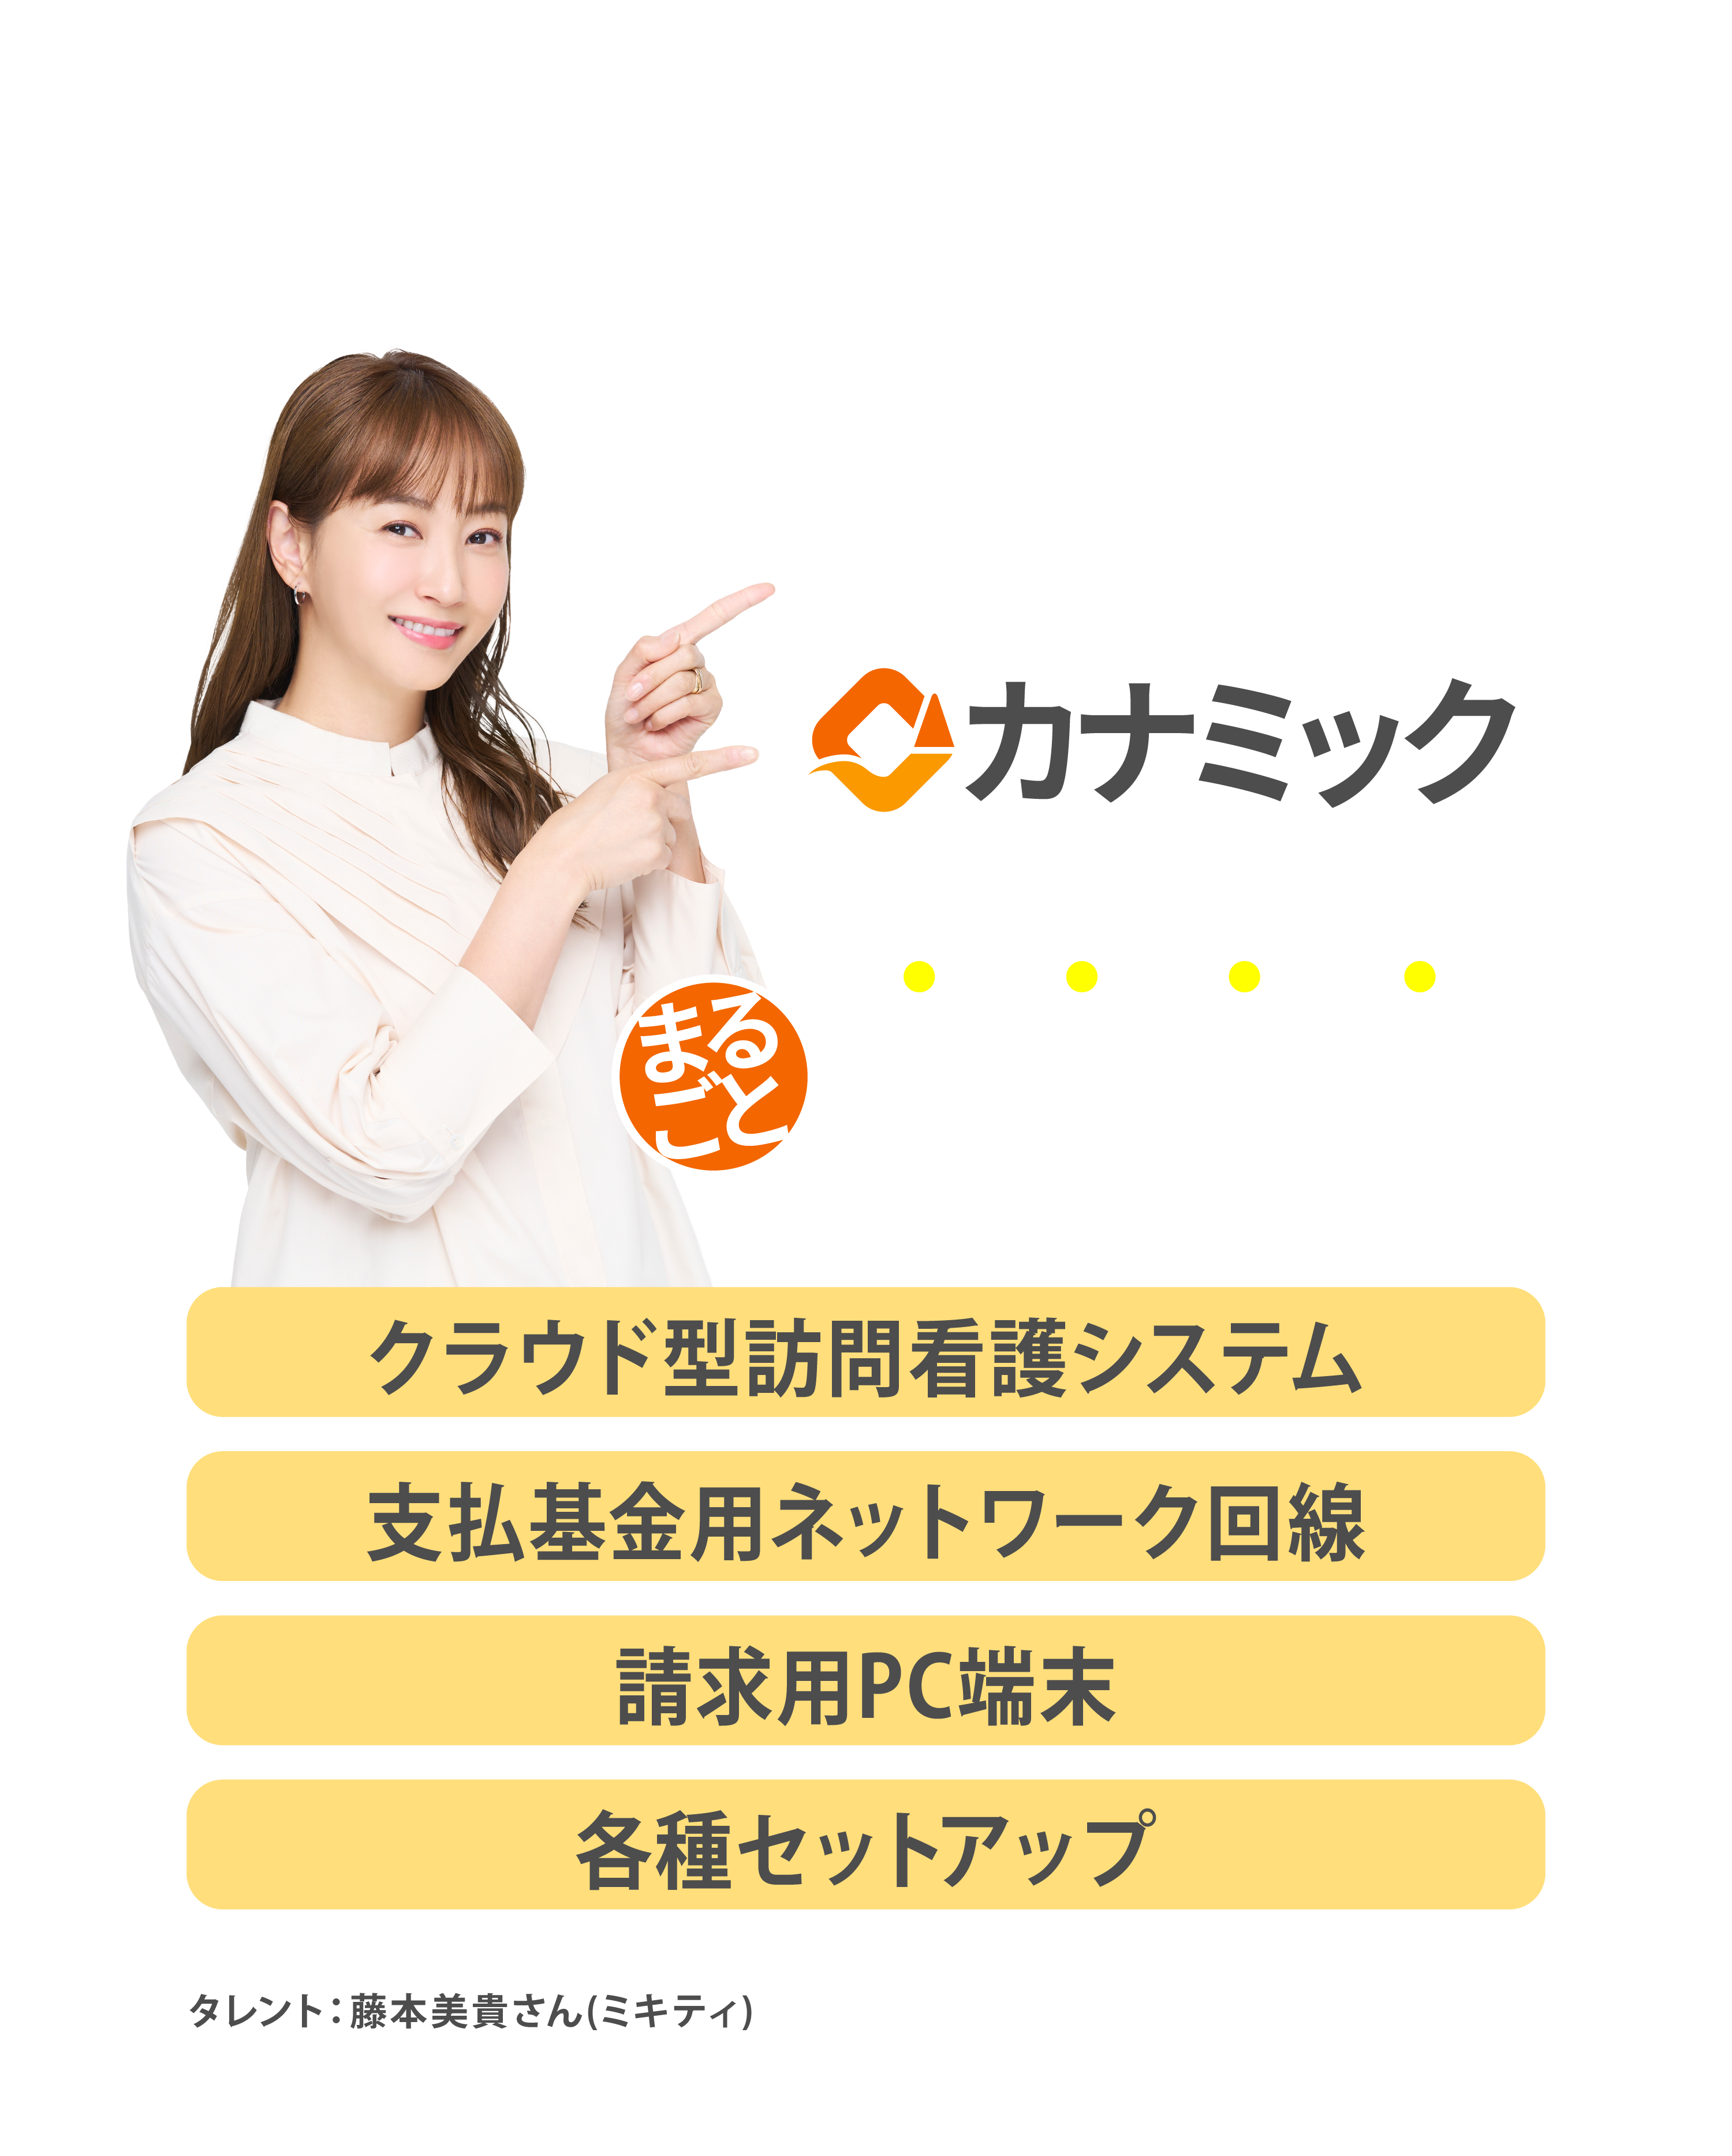 カナミック
まる
ごと
クラウド型訪問看護システム
支払基金用ネットワーク回線
請求用PC端末
各種セットアップ
タレント：藤本美貴さん(ミキティ)